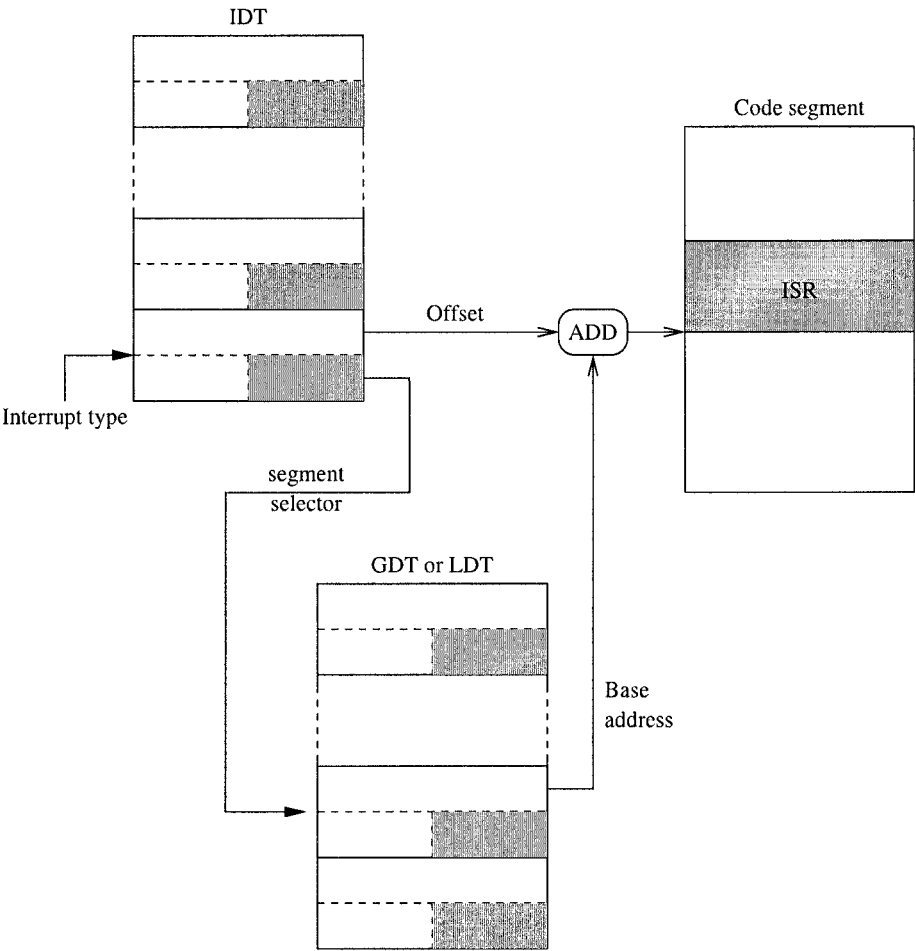 IDT
Code segment
ISR
Offset
ADD
Interrupt type
segment
selector
GDT or LDT
Base
address